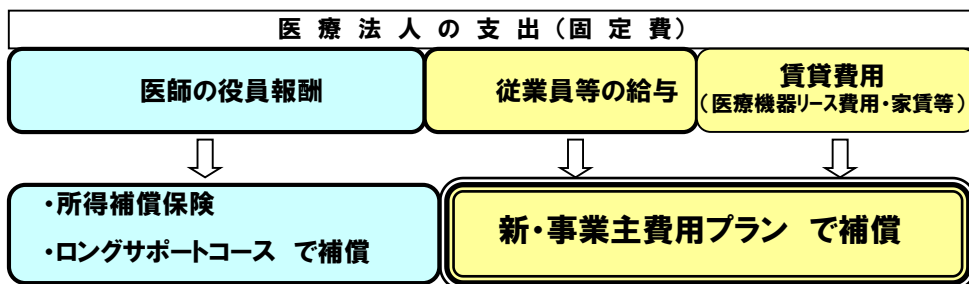 医療法人の支出（固定費）
医師の役員報酬
従業員等の給与
賃貸費用
（医療機器リース費用・家賃等）
・所得補償保険
・ロングサポートコース で補償
新・事業主費用プラン で補償